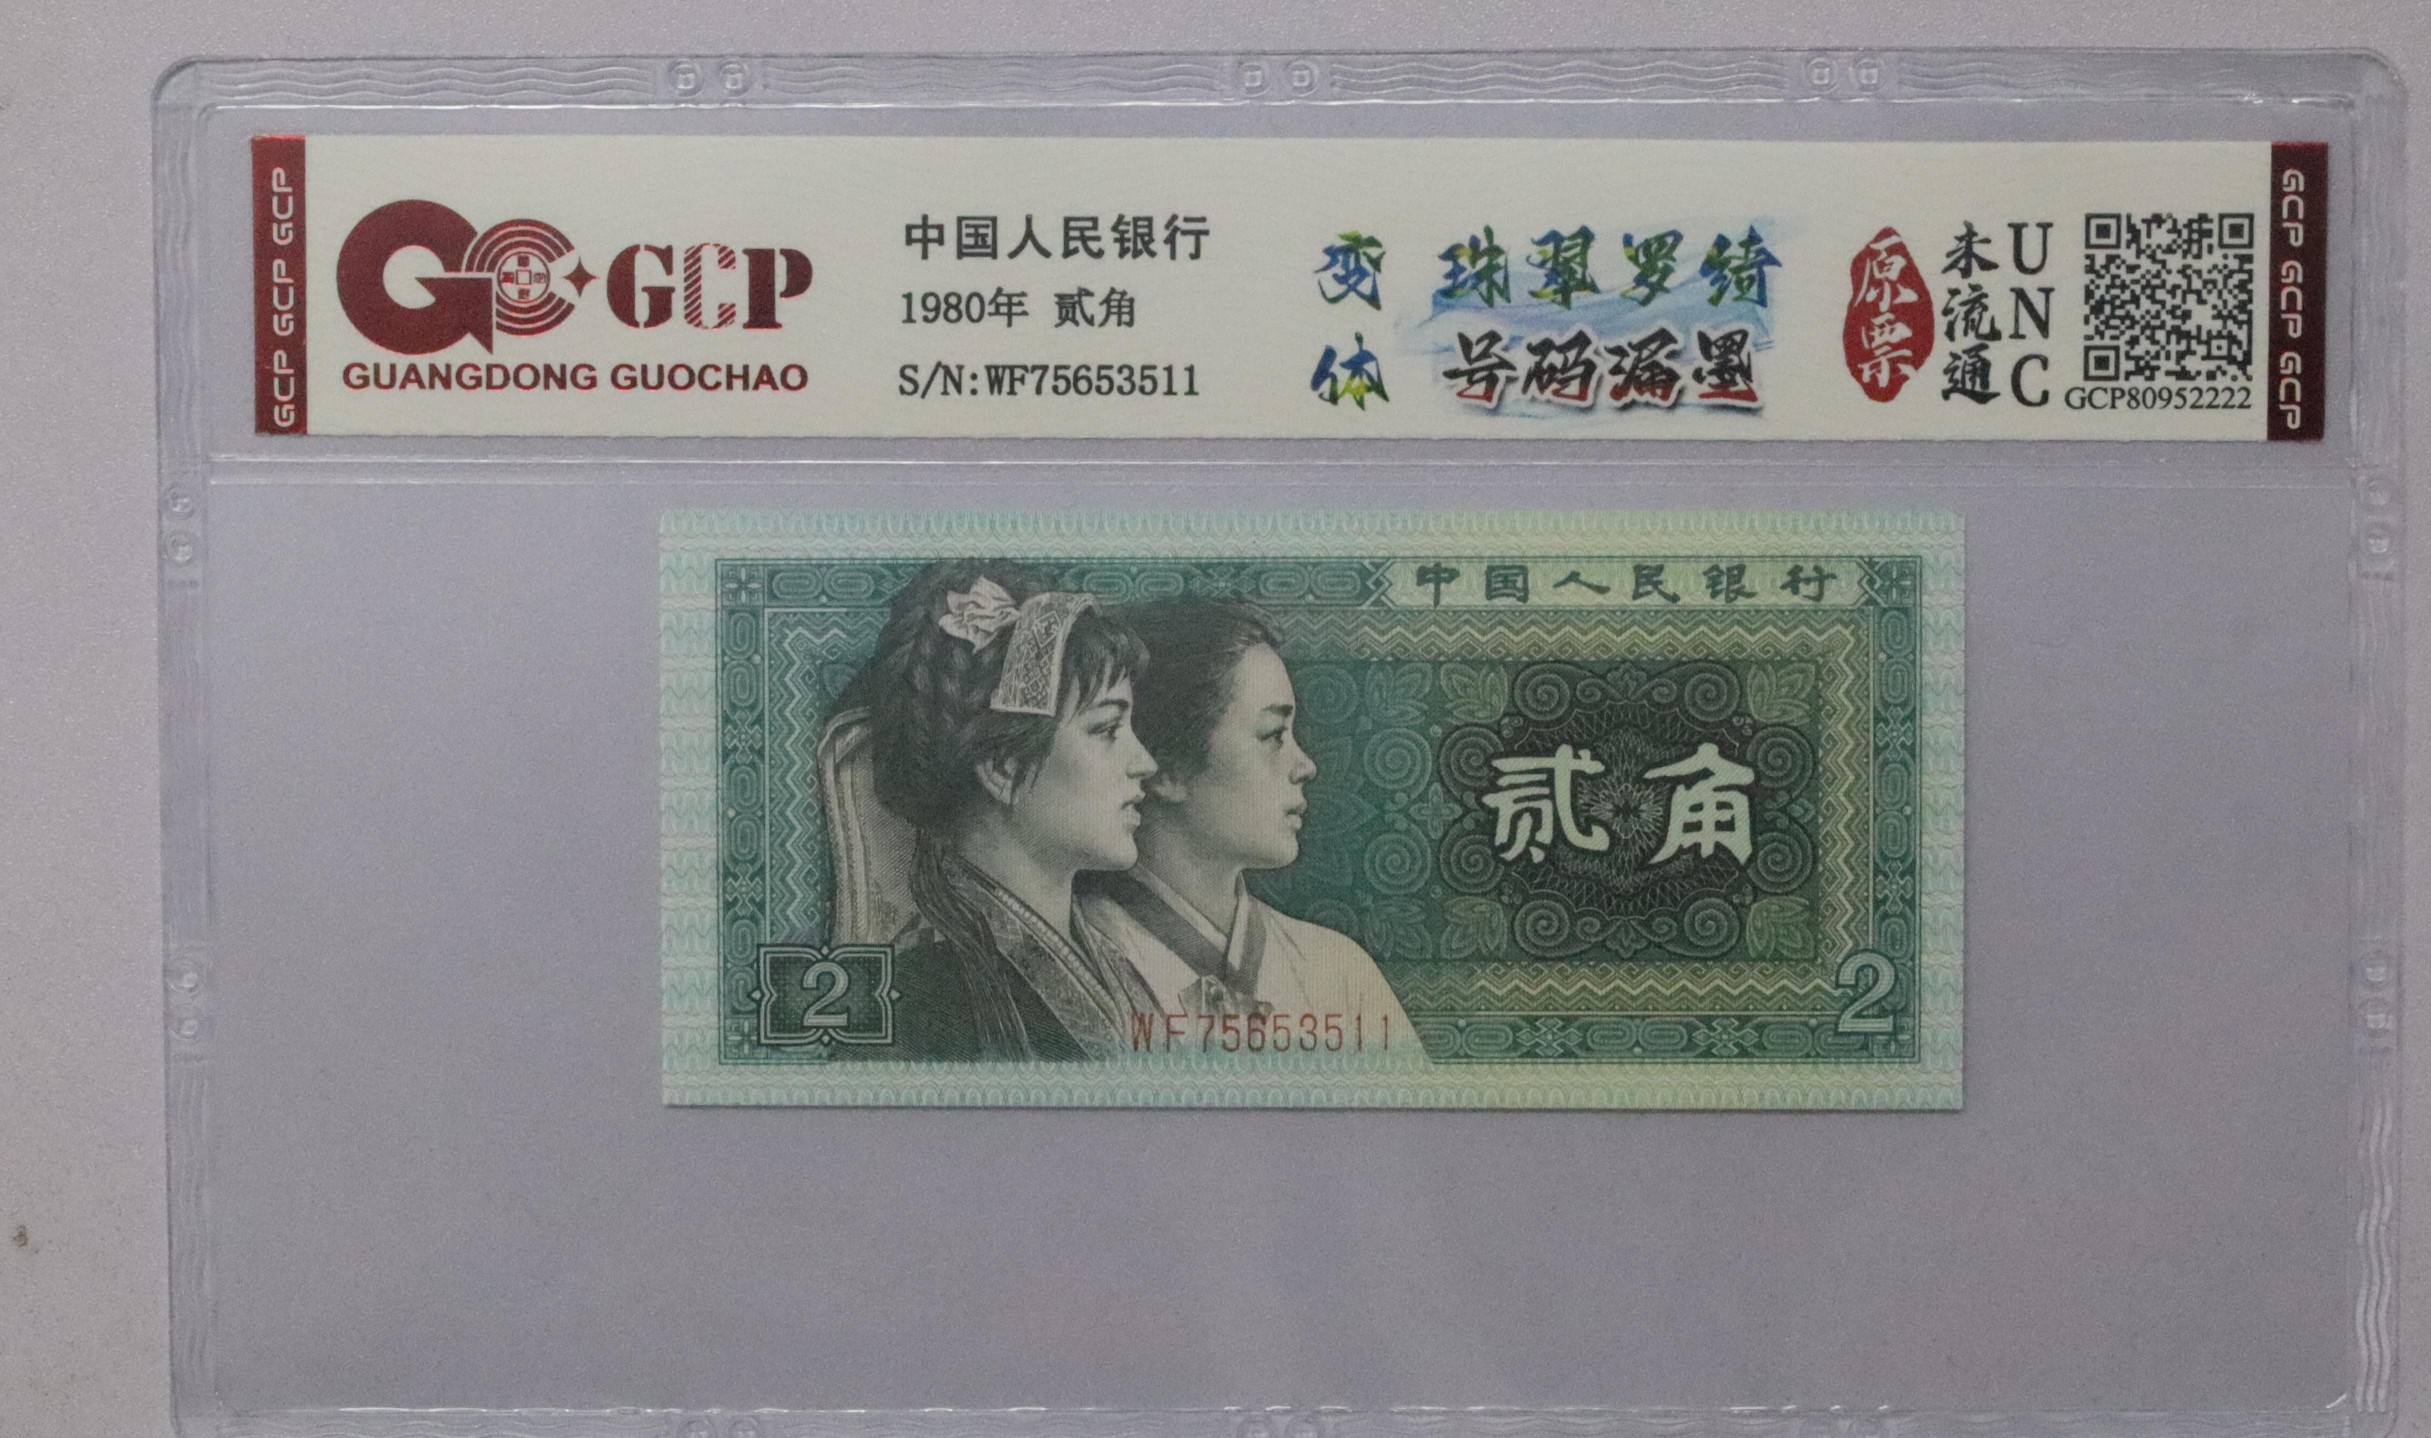 GCP GCP GCP
GCP
GUANGDONG GUOCHAO
中国人民银行
1980年 贰角
S/N:WF75653511
变体
珠翠罗绮
号码漏墨
原票
未流通
UNC
GCP80952222
GCP GCP GCP
中国人民银行
贰角
2
WF75653511
2